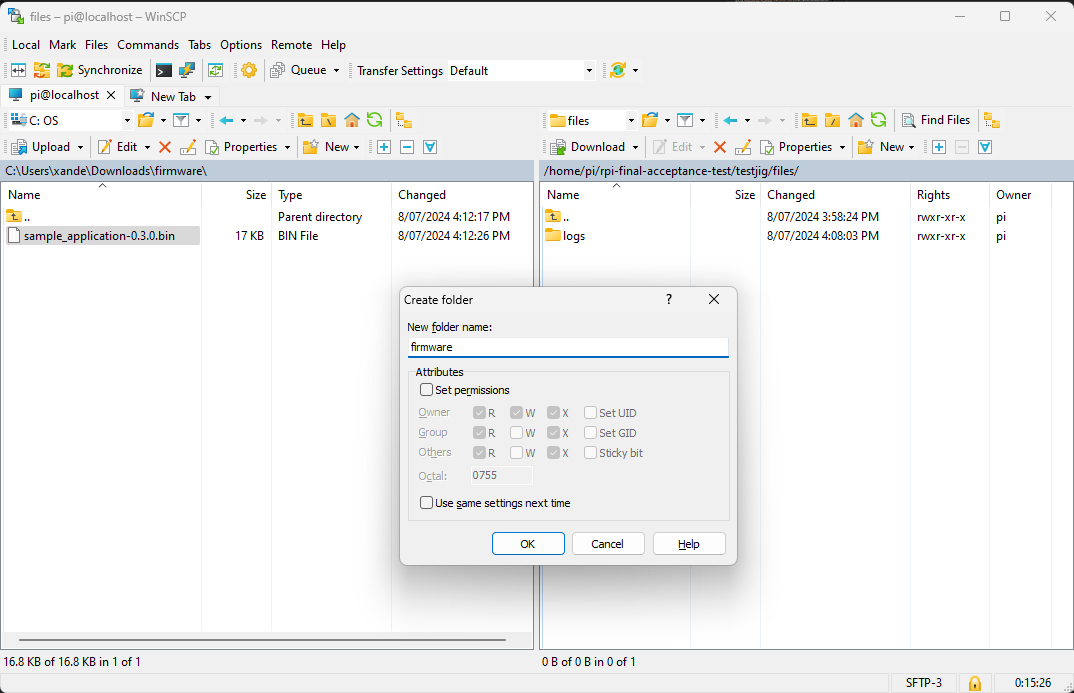 files – pi@localhost – WinSCP
Local Mark Files Commands Tabs Options Remote Help
Synchronize Queue Transfer Settings Default
pi@localhost New Tab
C: OS
files Find Files
Upload Edit Properties New
Download Edit Properties New
C:\Users\xande\Downloads\firmware\
/home/pi/rpi-final-acceptance-test/testjig/files/
Name Size Type Changed
.. Parent directory 8/07/2024 4:12:17 PM
sample_application-0.3.0.bin 17 KB BIN File 8/07/2024 4:12:26 PM
Name Size Changed Rights Owner
.. 8/07/2024 3:58:24 PM rwxr-xr-x pi
logs 8/07/2024 4:08:03 PM rwxr-xr-x pi
Create folder ?
New folder name:
firmware
Attributes
Set permissions
Owner R W X Set UID
Group R W X Set GID
Others R W X Sticky bit
Octal: 0755
Use same settings next time
OK Cancel Help
16.8 KB of 16.8 KB in 1 of 1
0 B of 0 B in 0 of 1
SFTP-3 0:15:26